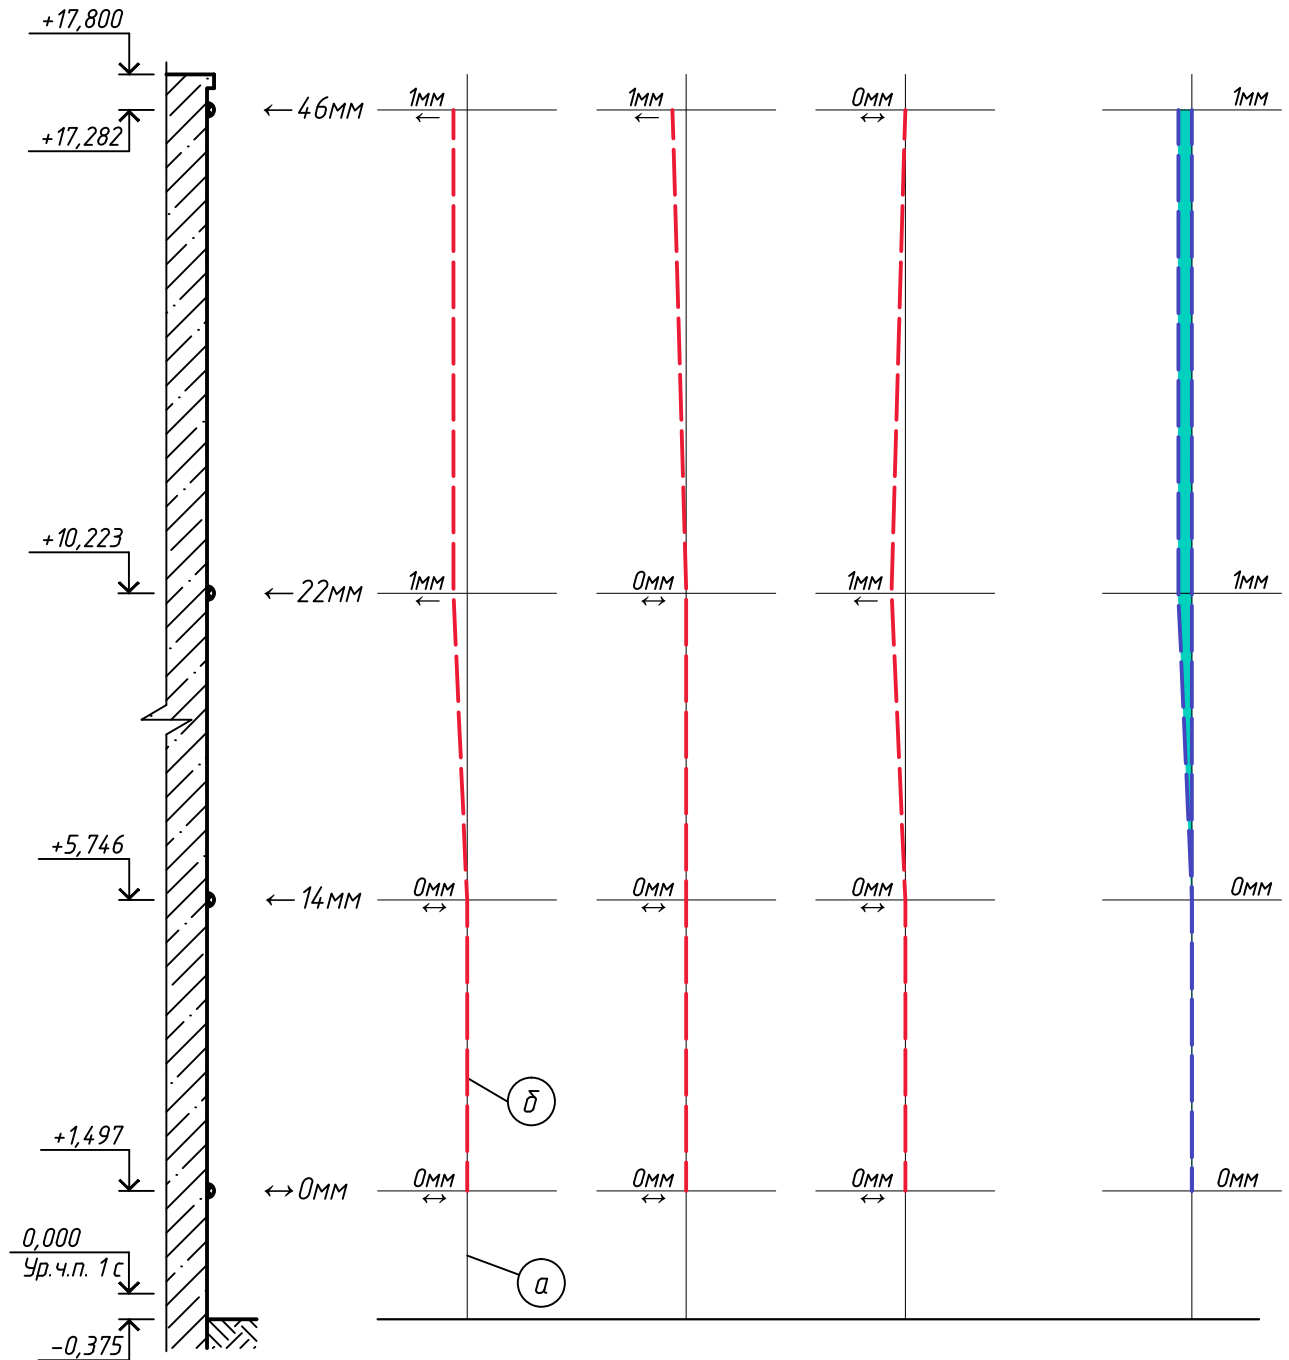 +17,800
←46мм 1мм 1мм 0мм 1мм
← ← ↔
+17,282
+10,223
←22мм 1мм 0мм 1мм 1мм
← ↔ ←
+5,746
←14мм 0мм 0мм 0мм 0мм
↔ ↔ ↔
б
+1,497
↔0мм 0мм 0мм 0мм 0мм
↔ ↔ ↔
0,000
Ур.ч.п. 1с
а
-0,375